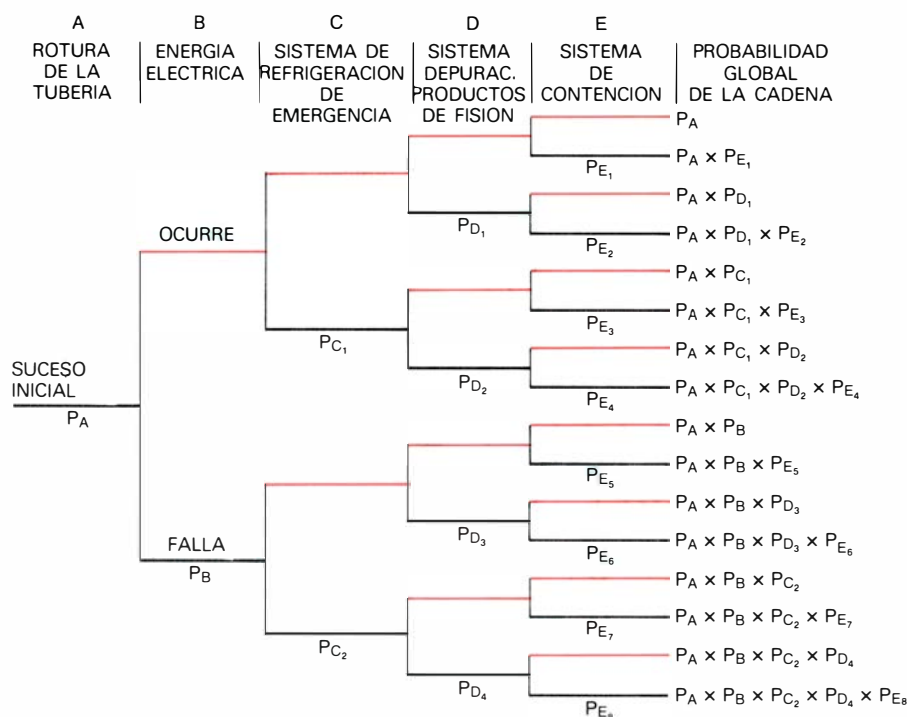 A
ROTURA
DE LA
TUBERIA
B
ENERGIA
ELECTRICA
C
SISTEMA DE
REFRIGERACION
DE
EMERGENCIA
D
SISTEMA
DEPURAC.
PRODUCTOS
DE FISION
E
SISTEMA
DE
CONTENCION
PROBABILIDAD
GLOBAL
DE LA CADENA
SUCESO
INICIAL
P_A
OCURRE
FALLA
P_B
P_C₁
P_C₂
P_D₁
P_D₂
P_D₃
P_D₄
P_E₁
P_E₂
P_E₃
P_E₄
P_E₅
P_E₆
P_E₇
P_E₈
P_A
P_A × P_E₁
P_A × P_D₁
P_A × P_D₁ × P_E₂
P_A × P_C₁
P_A × P_C₁ × P_E₃
P_A × P_C₁ × P_D₂
P_A × P_C₁ × P_D₂ × P_E₄
P_A × P_B
P_A × P_B × P_E₅
P_A × P_B × P_D₃
P_A × P_B × P_D₃ × P_E₆
P_A × P_B × P_C₂
P_A × P_B × P_C₂ × P_E₇
P_A × P_B × P_C₂ × P_D₄
P_A × P_B × P_C₂ × P_D₄ × P_E₈